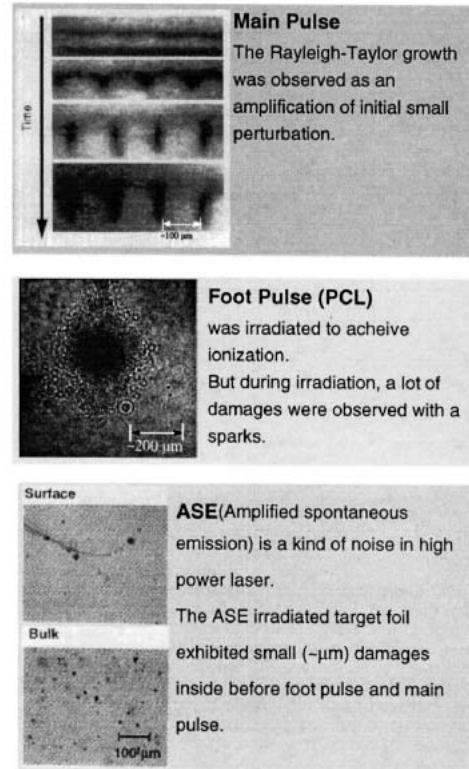 Main Pulse
The Rayleigh-Taylor growth
was observed as an
amplification of initial small
perturbation.
Time
~100 μm
Foot Pulse (PCL)
was irradiated to acheive
ionization.
But during irradiation, a lot of
damages were observed with a
sparks.
~200 μm
Surface
Bulk
100 μm
ASE(Amplified spontaneous
emission) is a kind of noise in high
power laser.
The ASE irradiated target foil
exhibited small (~μm) damages
inside before foot pulse and main
pulse.